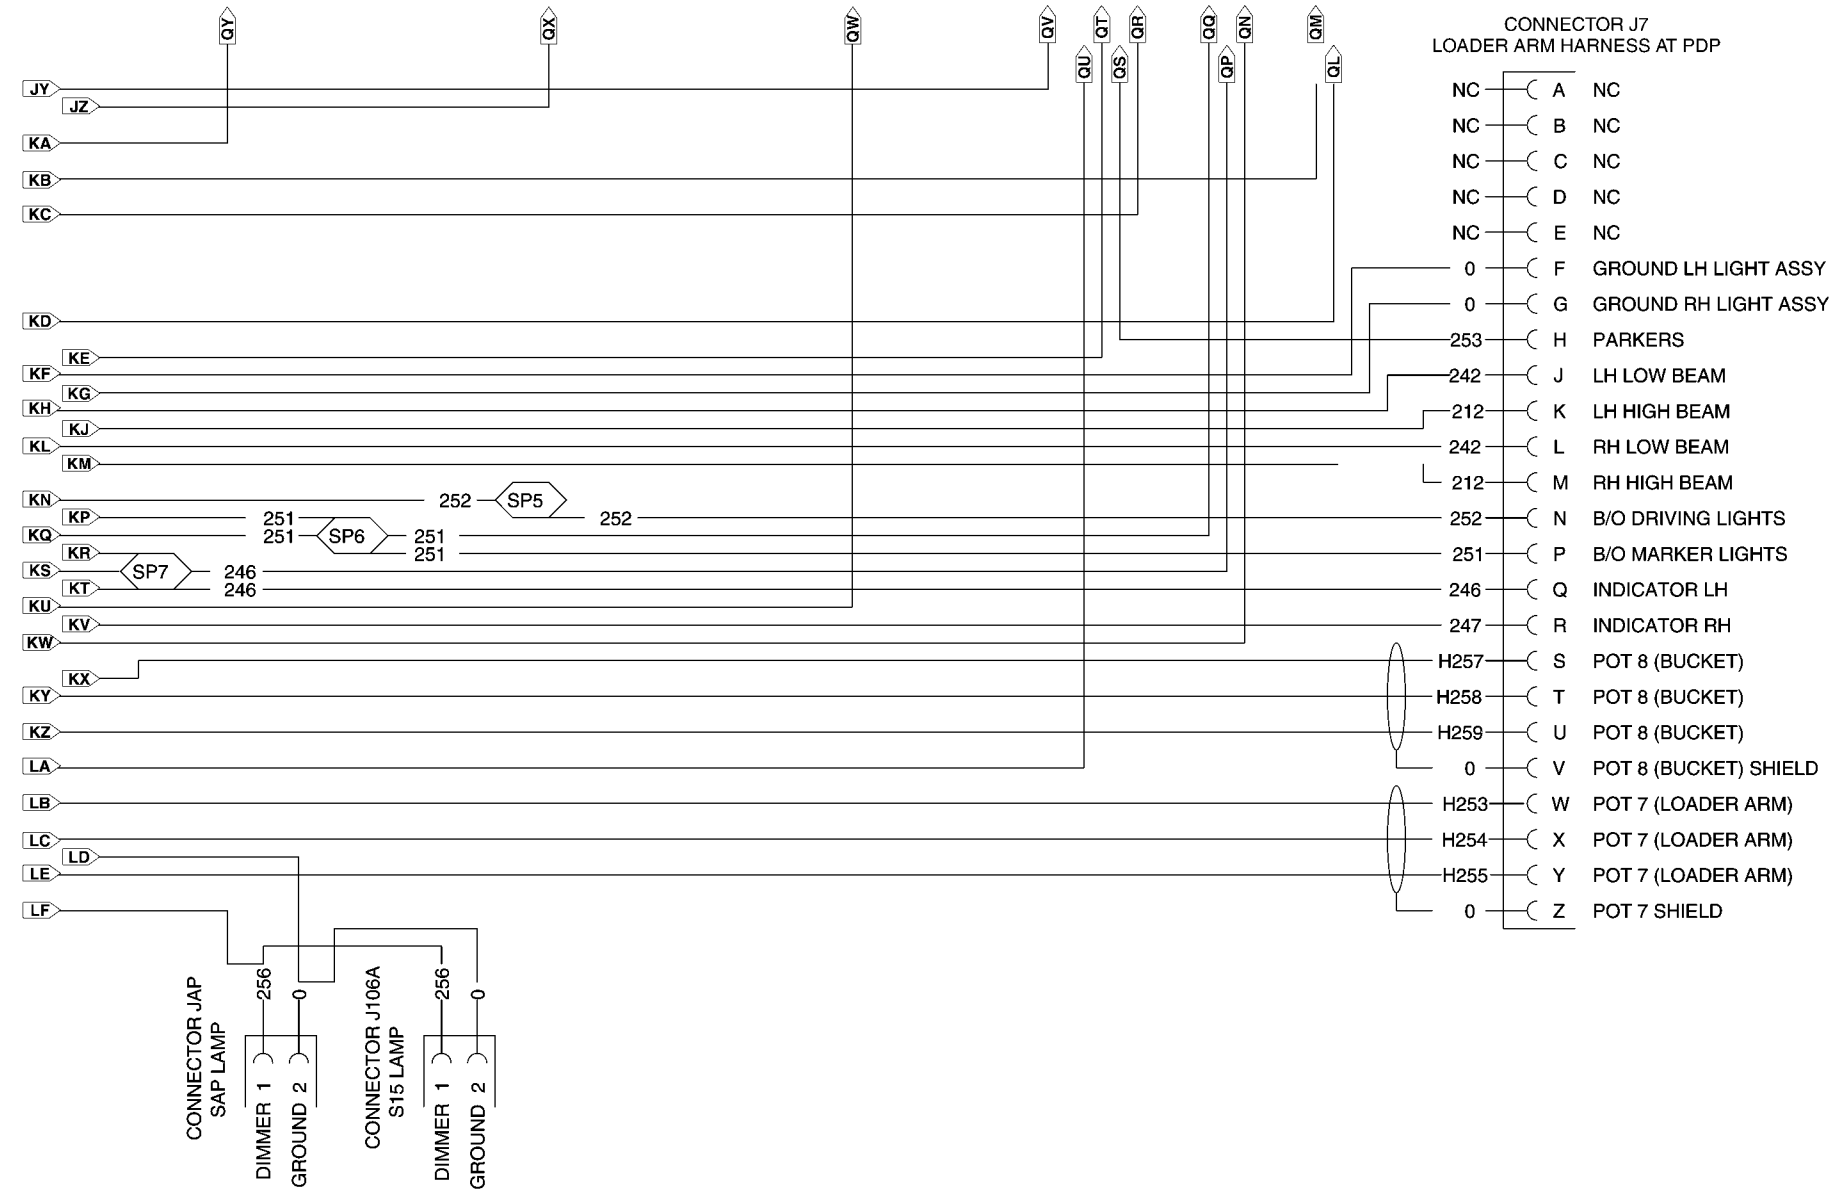 QY
QX
QW
QV
QT
QR
QQ
QN
QM
QU
QS
QP
QL
CONNECTOR J7
LOADER ARM HARNESS AT PDP
JY
JZ
KA
KB
KC
KD
KE
KF
KG
KH
KJ
KL
KM
KN 252 SP5
KP 251 252
KQ 251 SP6 251
KR 251
KS SP7 246
KT 246
KU
KV
KW
KX
KY
KZ
LA
LB
LC
LD
LE
LF
NC A NC
NC B NC
NC C NC
NC D NC
NC E NC
0 F GROUND LH LIGHT ASSY
0 G GROUND RH LIGHT ASSY
253 H PARKERS
242 J LH LOW BEAM
212 K LH HIGH BEAM
242 L RH LOW BEAM
212 M RH HIGH BEAM
252 N B/O DRIVING LIGHTS
251 P B/O MARKER LIGHTS
246 Q INDICATOR LH
247 R INDICATOR RH
H257 S POT 8 (BUCKET)
H258 T POT 8 (BUCKET)
H259 U POT 8 (BUCKET)
0 V POT 8 (BUCKET) SHIELD
H253 W POT 7 (LOADER ARM)
H254 X POT 7 (LOADER ARM)
H255 Y POT 7 (LOADER ARM)
0 Z POT 7 SHIELD
CONNECTOR JAP
SAP LAMP
256
DIMMER 1
0
GROUND 2
CONNECTOR J106A
S15 LAMP
256
DIMMER 1
0
GROUND 2